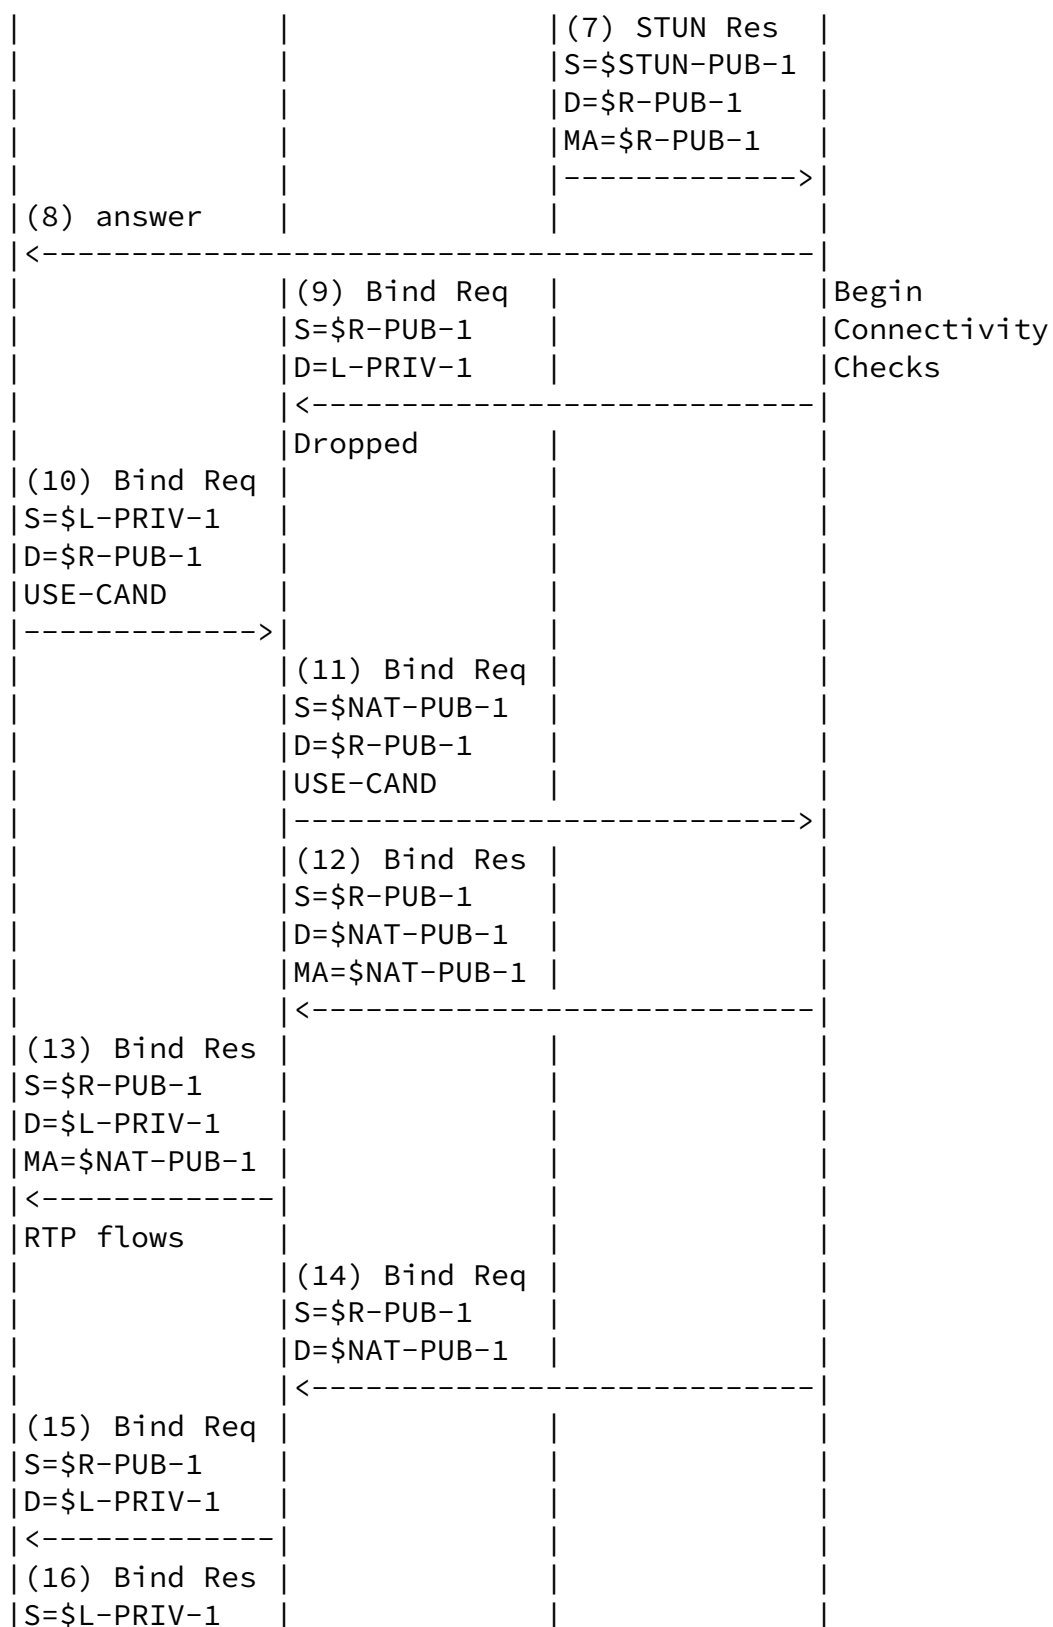 |               |               |(7) STUN Res   |
|               |               |S=$STUN-PUB-1  |
|               |               |D=$R-PUB-1     |
|               |               |MA=$R-PUB-1    |
|               |               |------------->|
|(8) answer     |               |               |
|<--------------------------------------------|
|               |(9) Bind Req   |               |Begin
|               |S=$R-PUB-1     |               |Connectivity
|               |D=L-PRIV-1     |               |Checks
|               |<----------------------------|
|               |Dropped        |               |
|(10) Bind Req  |               |               |
|S=$L-PRIV-1    |               |               |
|D=$R-PUB-1     |               |               |
|USE-CAND       |               |               |
|------------->|               |               |
|               |(11) Bind Req  |               |
|               |S=$NAT-PUB-1   |               |
|               |D=$R-PUB-1     |               |
|               |USE-CAND       |               |
|               |---------------------------->|
|               |(12) Bind Res  |               |
|               |S=$R-PUB-1     |               |
|               |D=$NAT-PUB-1   |               |
|               |MA=$NAT-PUB-1  |               |
|               |<----------------------------|
|(13) Bind Res  |               |               |
|S=$R-PUB-1     |               |               |
|D=$L-PRIV-1    |               |               |
|MA=$NAT-PUB-1  |               |               |
|<-------------|               |               |
|RTP flows      |               |               |
|               |(14) Bind Req  |               |
|               |S=$R-PUB-1     |               |
|               |D=$NAT-PUB-1   |               |
|               |<----------------------------|
|(15) Bind Req  |               |               |
|S=$R-PUB-1     |               |               |
|D=$L-PRIV-1    |               |               |
|<-------------|               |               |
|(16) Bind Res  |               |               |
|S=$L-PRIV-1    |               |               |